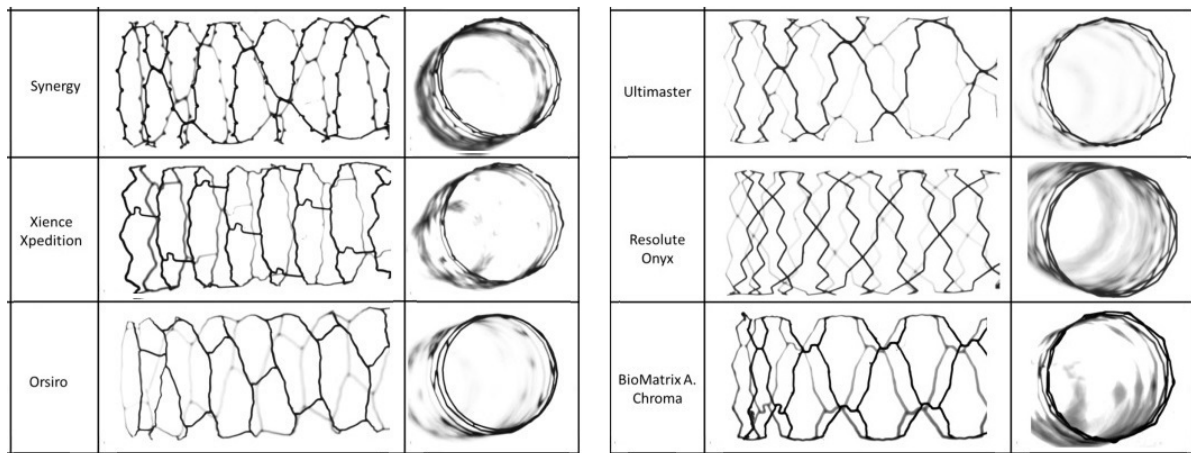 Synergy
Xience
Xpedition
Orsiro
Ultimaster
Resolute
Onyx
BioMatrix A.
Chroma